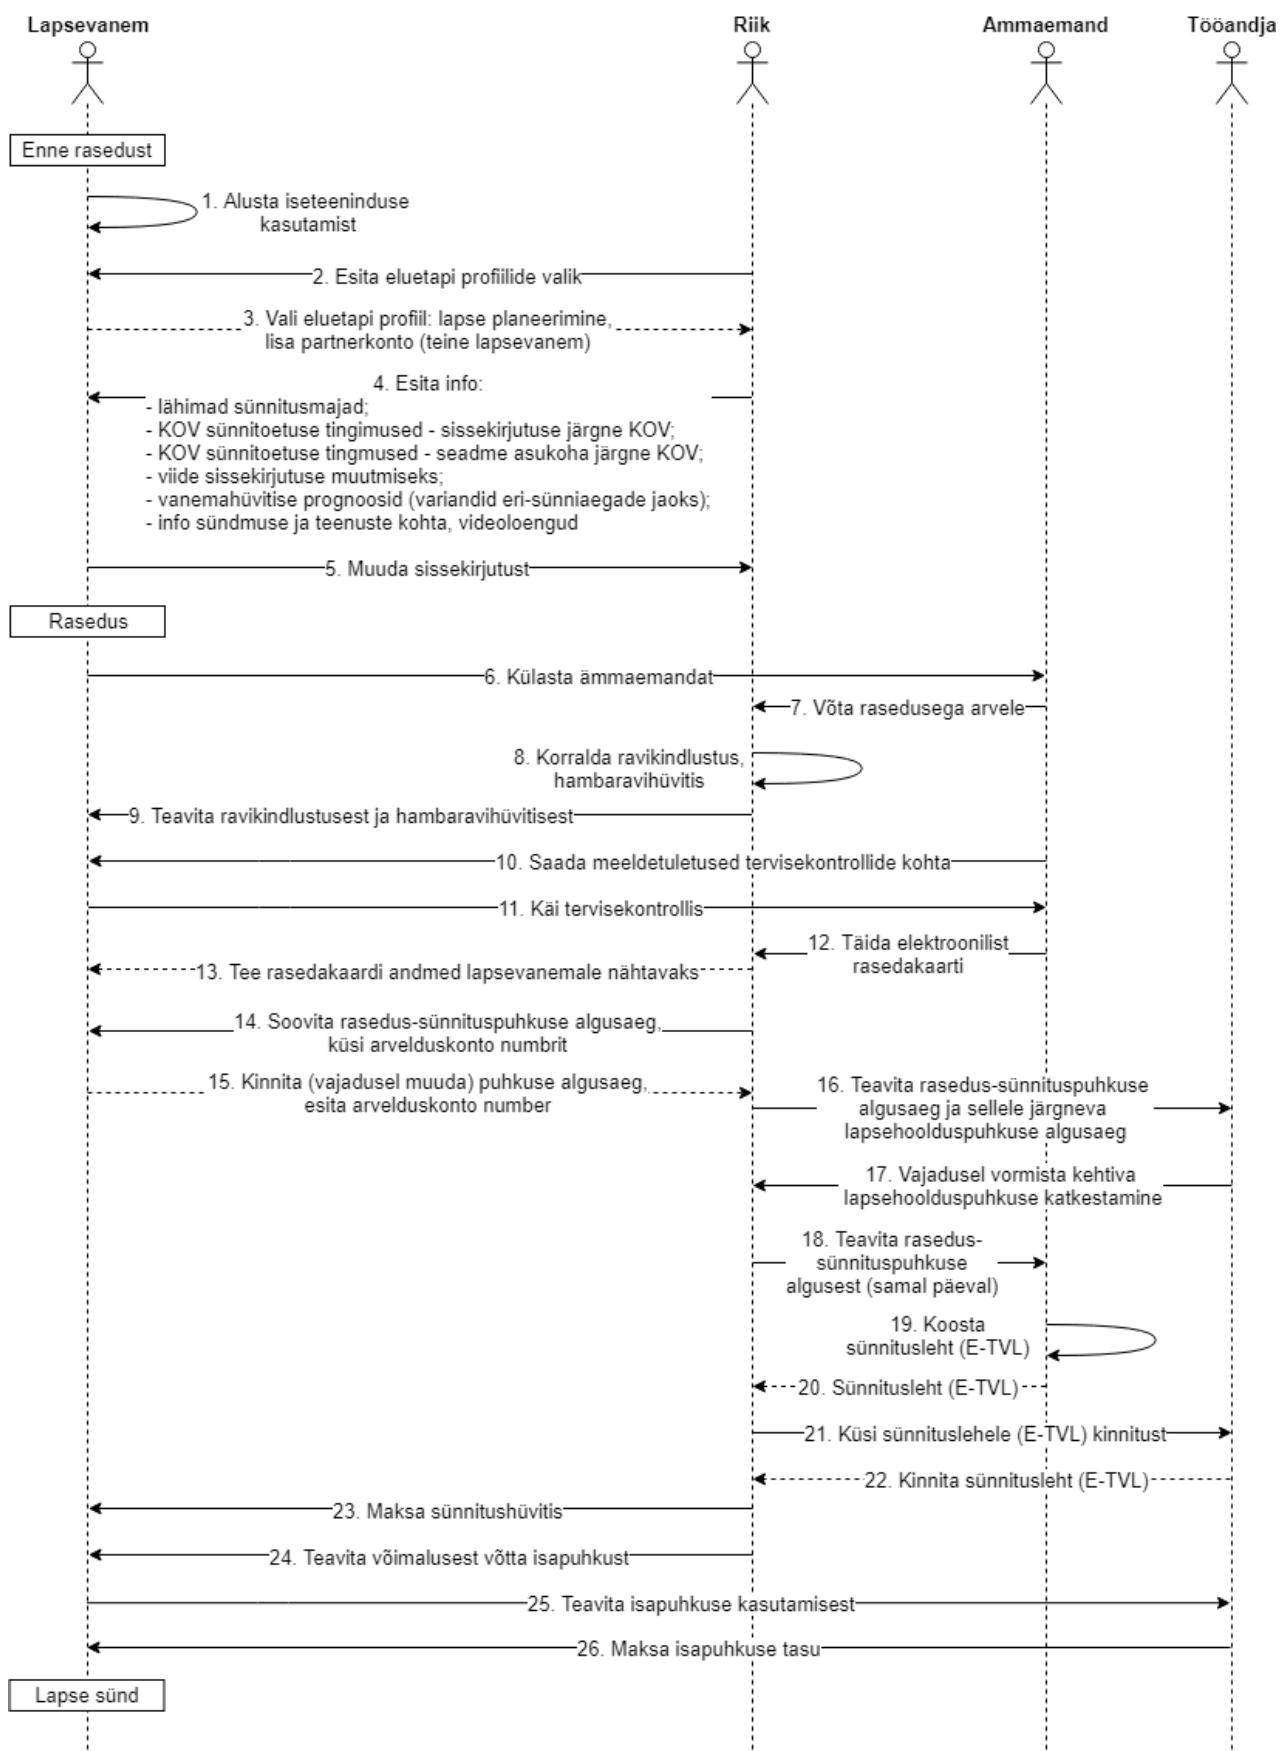 Lapsevanem
Riik
Ammaemand
Tööandja
Enne rasedust
1. Alusta iseteeninduse
kasutamist
2. Esita eluetapi profiilide valik
3. Vali eluetapi profiil: lapse planeerimine,
lisa partnerkonto (teine lapsevanem)
4. Esita info:
- lähimad sünnitusmajad;
- KOV sünnitoetuse tingimused - sissekirjutuse järgne KOV;
- KOV sünnitoetuse tingmused - seadme asukoha järgne KOV;
- viide sissekirjutuse muutmiseks;
- vanemahüvitise prognoosid (variandid eri-sünniaegade jaoks);
- info sündmuse ja teenuste kohta, videoloengud
5. Muuda sissekirjutust
Rasedus
6. Külasta ämmaemandat
7. Võta rasedusega arvele
8. Korralda ravikindlustus,
hambaravihüvitis
9. Teavita ravikindlustusest ja hambaravihüvitisest
10. Saada meeldetuletused tervisekontrollide kohta
11. Käi tervisekontrollis
12. Täida elektroonilist
rasedakaarti
13. Tee rasedakaardi andmed lapsevanemale nähtavaks
14. Soovita rasedus-sünnituspuhkuse algusaeg,
küsi arvelduskonto numbrit
15. Kinnita (vajadusel muuda) puhkuse algusaeg,
esita arvelduskonto number
16. Teavita rasedus-sünnituspuhkuse
algusaeg ja sellele järgneva
lapsehoolduspuhkuse algusaeg
17. Vajadusel vormista kehtiva
lapsehoolduspuhkuse katkestamine
18. Teavita rasedus-
sünnituspuhkuse
algusest (samal päeval)
19. Koosta
sünnitusleht (E-TVL)
20. Sünnitusleht (E-TVL)
21. Küsi sünnituslehele (E-TVL) kinnitust
22. Kinnita sünnitusleht (E-TVL)
23. Maksa sünnitushüvitis
24. Teavita võimalusest võtta isapuhkust
25. Teavita isapuhkuse kasutamisest
26. Maksa isapuhkuse tasu
Lapse sünd